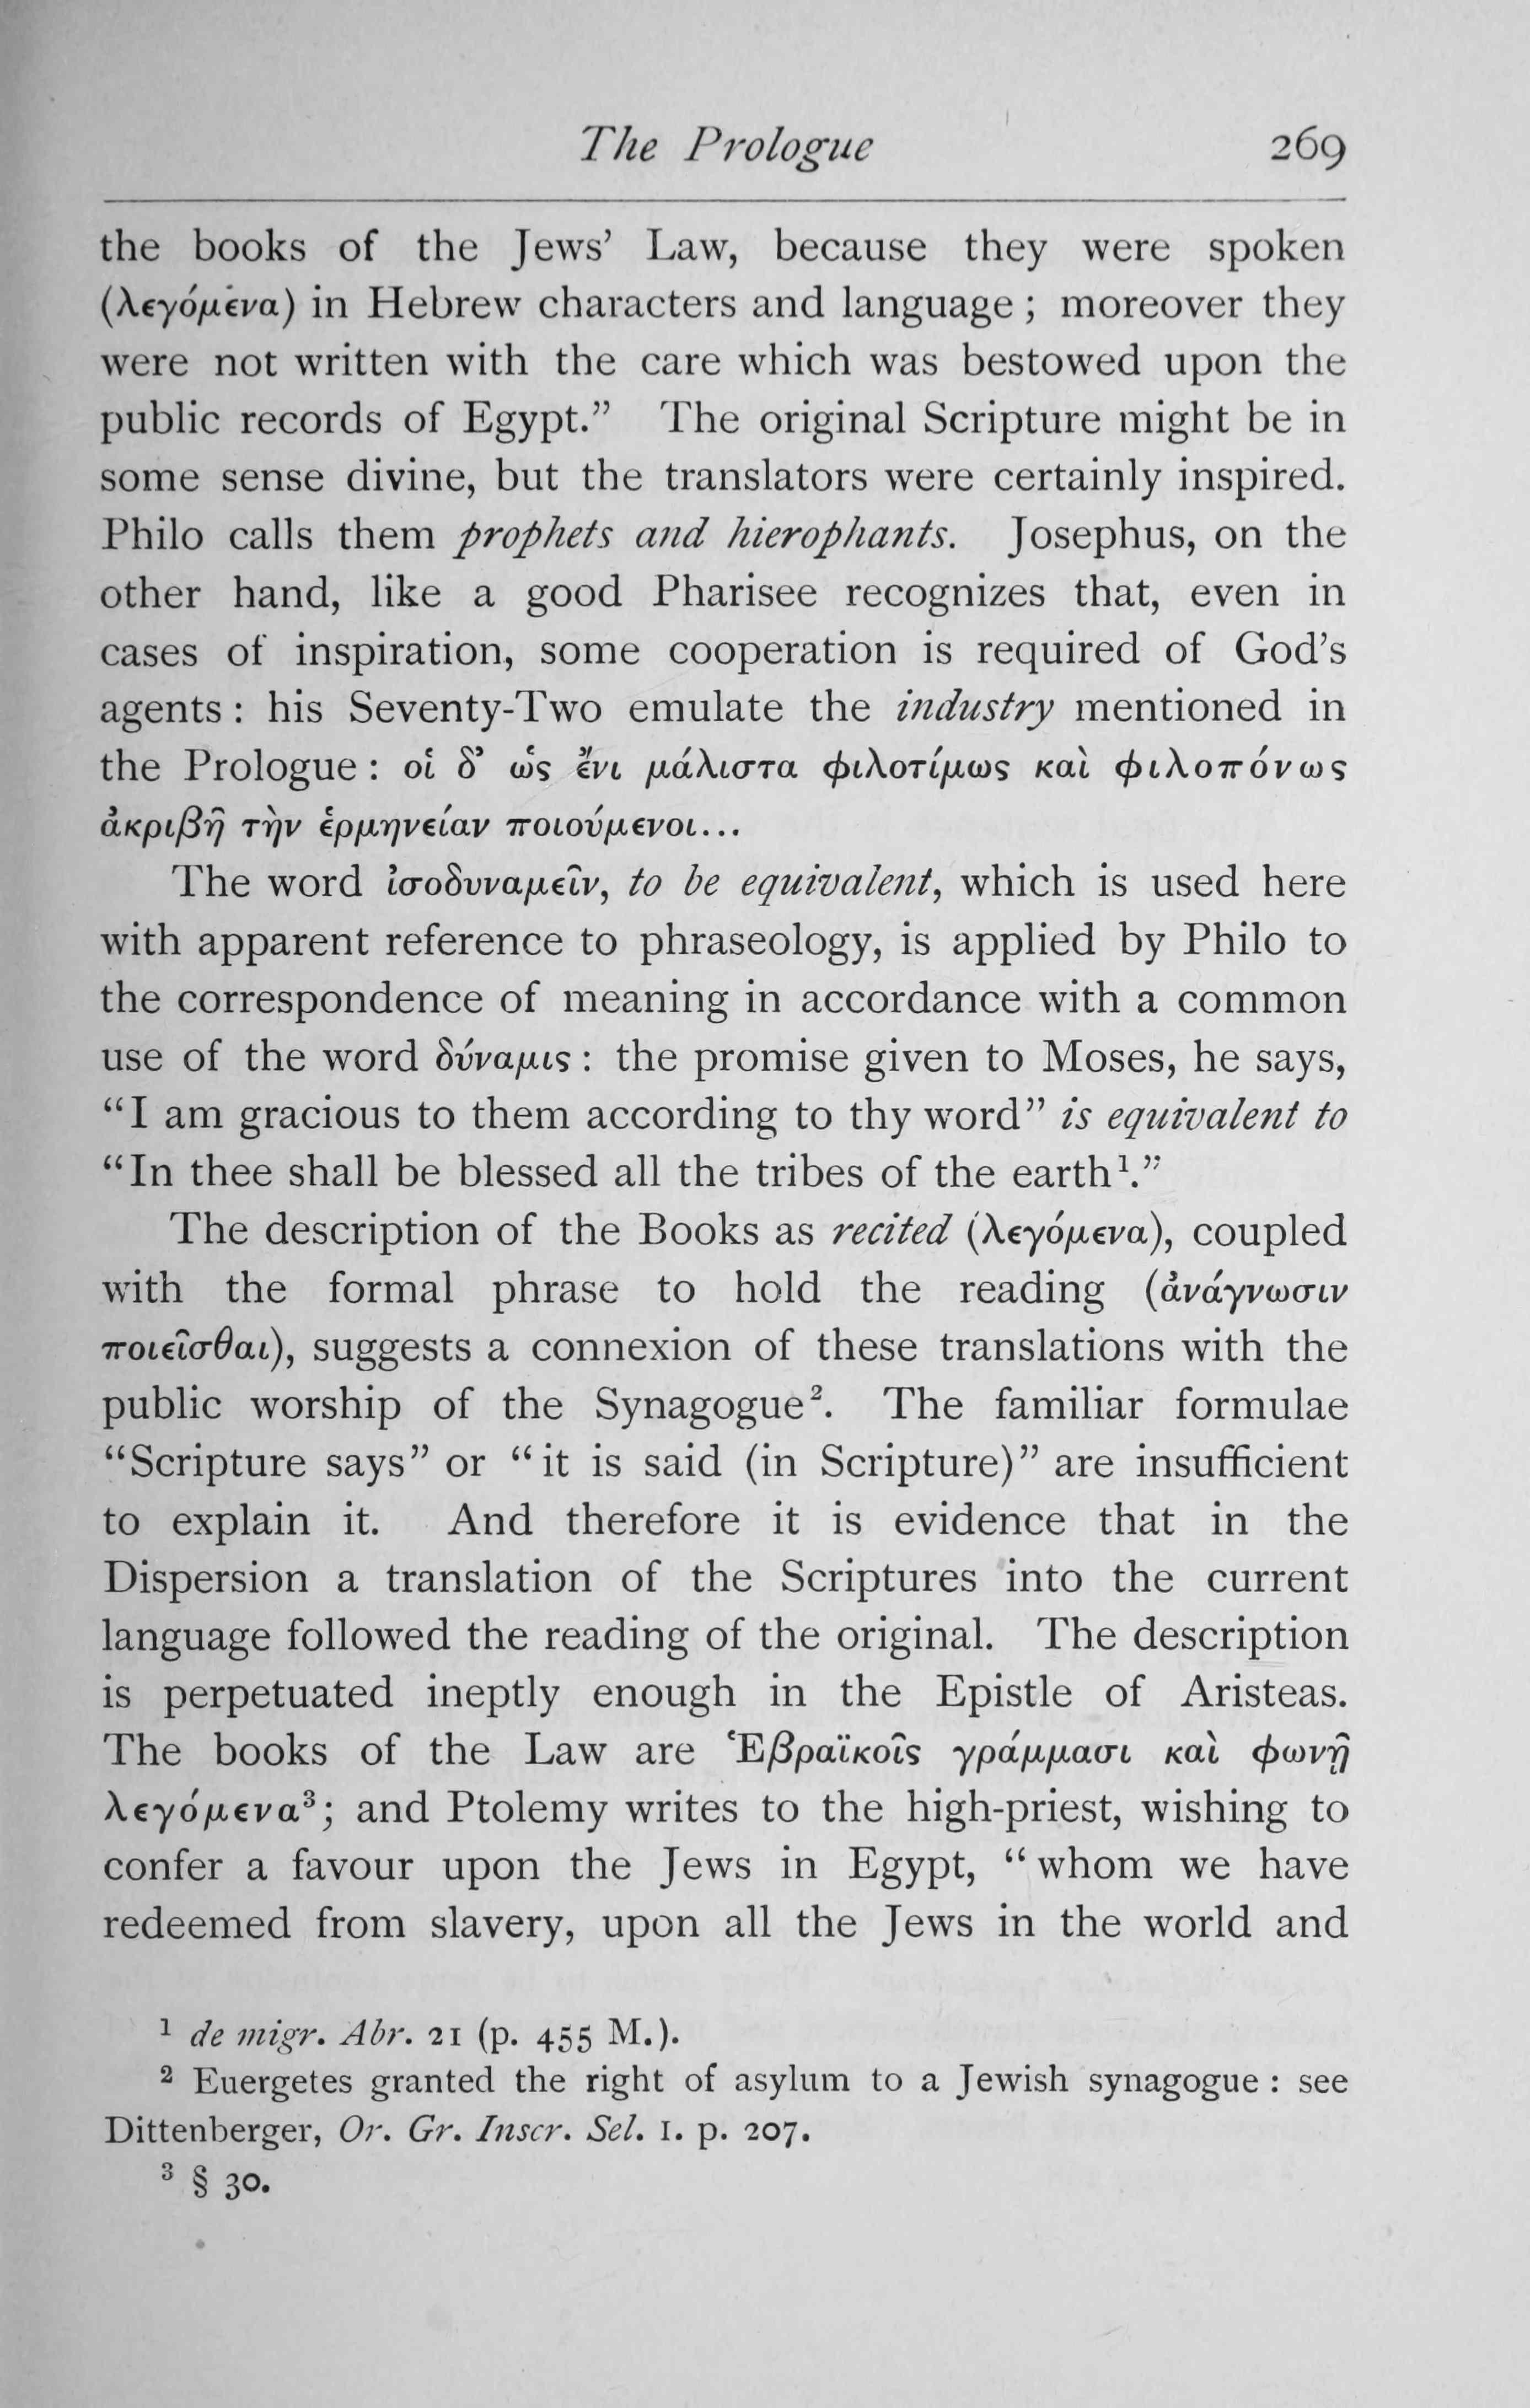 The Prologue 269
the books of the Jews’ Law, because they were spoken
(λεγόμενα) in Hebrew characters and language ; moreover they
were not written with the care which was bestowed upon the
public records of Egypt.” The original Scripture might be in
some sense divine, but the translators were certainly inspired.
Philo calls them prophets and hierophants. Josephus, on the
other hand, like a good Pharisee recognizes that, even in
cases of inspiration, some cooperation is required of God’s
agents : his Seventy-Two emulate the industry mentioned in
the Prologue : οἱ δ’ ὡς ἔνι μάλιστα φιλοτίμως καὶ φιλοπόνως
ἀκριβῆ τὴν ἑρμηνείαν ποιούμενοι...
The word ἰσοδυναμεῖν, to be equivalent, which is used here
with apparent reference to phraseology, is applied by Philo to
the correspondence of meaning in accordance with a common
use of the word δύναμις : the promise given to Moses, he says,
“I am gracious to them according to thy word” is equivalent to
“In thee shall be blessed all the tribes of the earth¹.”
The description of the Books as recited (λεγόμενα), coupled
with the formal phrase to hold the reading (ἀνάγνωσιν
ποιεῖσθαι), suggests a connexion of these translations with the
public worship of the Synagogue². The familiar formulae
“Scripture says” or “it is said (in Scripture)” are insufficient
to explain it. And therefore it is evidence that in the
Dispersion a translation of the Scriptures into the current
language followed the reading of the original. The description
is perpetuated ineptly enough in the Epistle of Aristeas.
The books of the Law are Ἑβραϊκοῖς γράμμασι καὶ φωνῇ
λεγόμενα³; and Ptolemy writes to the high-priest, wishing to
confer a favour upon the Jews in Egypt, “whom we have
redeemed from slavery, upon all the Jews in the world and
¹ de migr. Abr. 21 (p. 455 M.).
² Euergetes granted the right of asylum to a Jewish synagogue : see
Dittenberger, Or. Gr. Inscr. Sel. I. p. 207.
³ § 30.